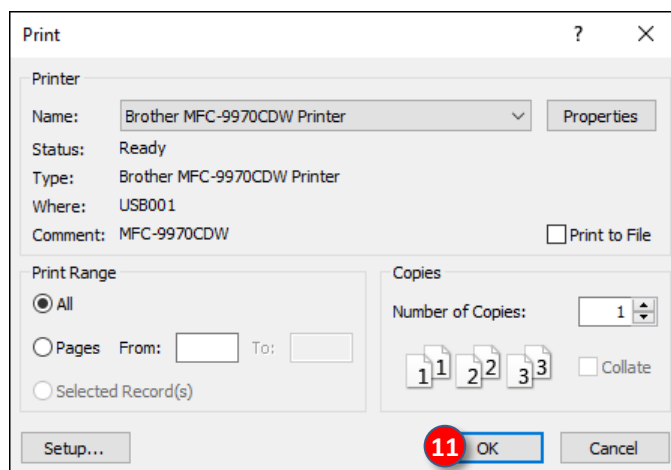 Print ?
Printer
Name: Brother MFC-9970CDW Printer Properties
Status: Ready
Type: Brother MFC-9970CDW Printer
Where: USB001
Comment: MFC-9970CDW Print to File
Print Range
All
Pages From: To:
Selected Record(s)
Copies
Number of Copies: 1
1 1 2 2 3 3 Collate
Setup... 11 OK Cancel